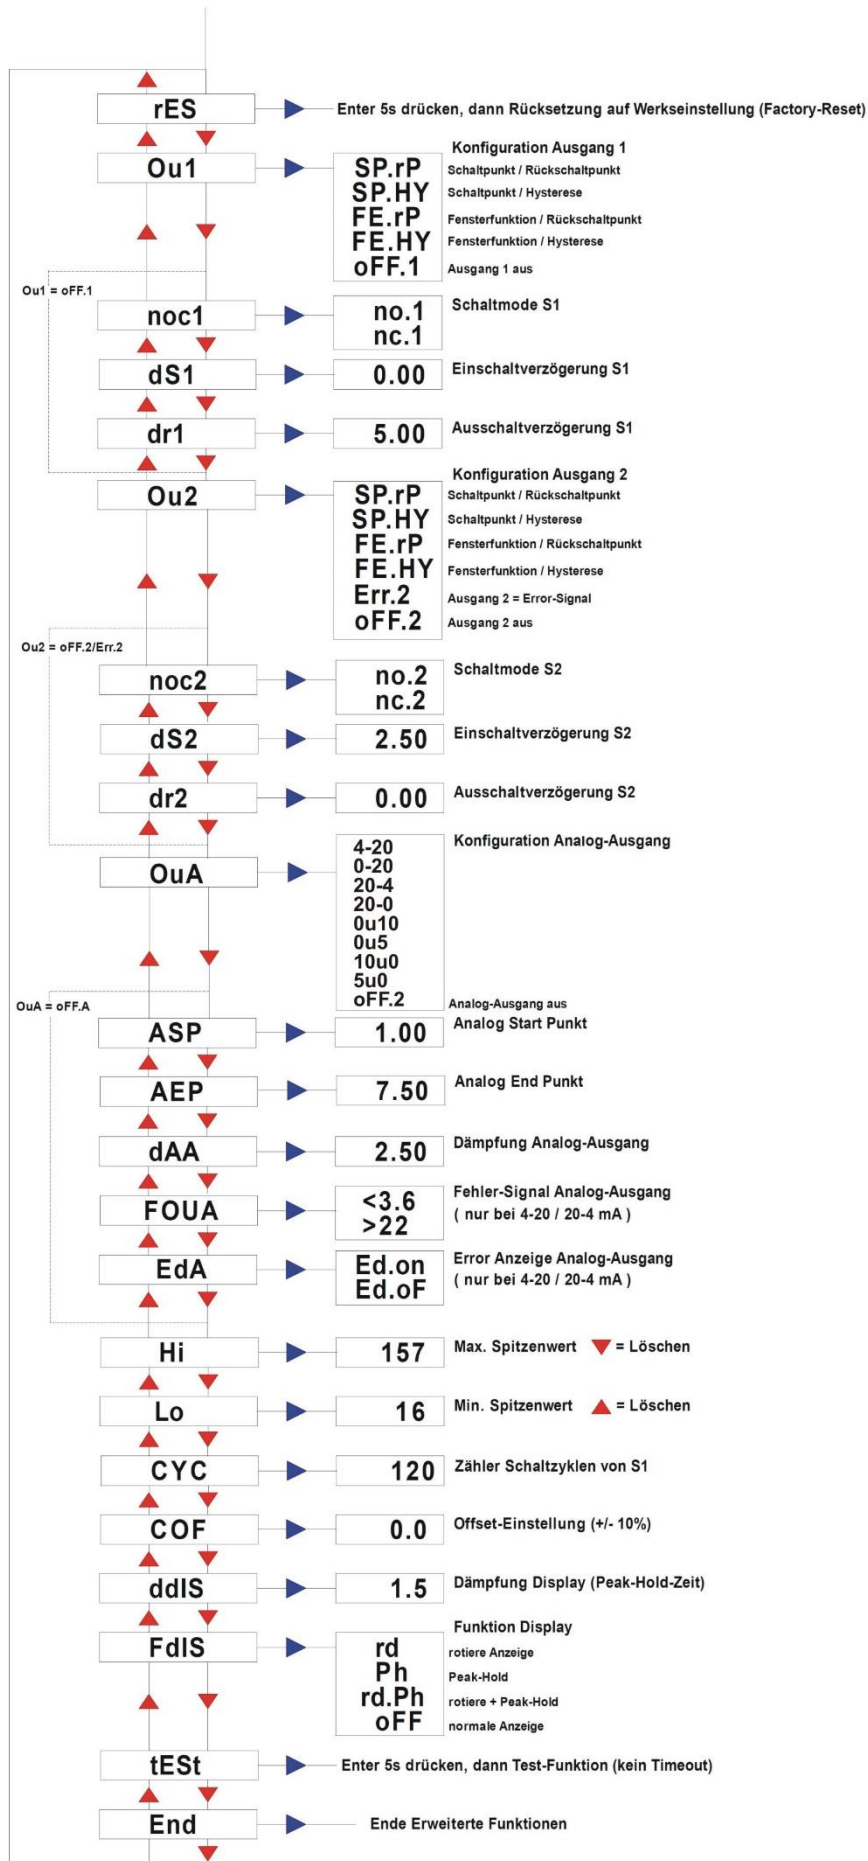 rES
Enter 5s drücken, dann Rücksetzung auf Werkseinstellung (Factory-Reset)
Ou1
Konfiguration Ausgang 1
SP.rP Schaltpunkt / Rückschaltpunkt
SP.HY Schaltpunkt / Hysterese
FE.rP Fensterfunktion / Rückschaltpunkt
FE.HY Fensterfunktion / Hysterese
oFF.1 Ausgang 1 aus
Ou1 = oFF.1
noc1
no.1
nc.1
Schaltmode S1
dS1
0.00
Einschaltverzögerung S1
dr1
5.00
Ausschaltverzögerung S1
Ou2
Konfiguration Ausgang 2
SP.rP Schaltpunkt / Rückschaltpunkt
SP.HY Schaltpunkt / Hysterese
FE.rP Fensterfunktion / Rückschaltpunkt
FE.HY Fensterfunktion / Hysterese
Err.2 Ausgang 2 = Error-Signal
oFF.2 Ausgang 2 aus
Ou2 = oFF.2/Err.2
noc2
no.2
nc.2
Schaltmode S2
dS2
2.50
Einschaltverzögerung S2
dr2
0.00
Ausschaltverzögerung S2
OuA
Konfiguration Analog-Ausgang
4-20
0-20
20-4
20-0
0u10
0u5
10u0
5u0
oFF.2 Analog-Ausgang aus
OuA = oFF.A
ASP
1.00
Analog Start Punkt
AEP
7.50
Analog End Punkt
dAA
2.50
Dämpfung Analog-Ausgang
FOUA
<3.6
>22
Fehler-Signal Analog-Ausgang
( nur bei 4-20 / 20-4 mA )
EdA
Ed.on
Ed.oF
Error Anzeige Analog-Ausgang
( nur bei 4-20 / 20-4 mA )
Hi
157
Max. Spitzenwert ▼ = Löschen
Lo
16
Min. Spitzenwert ▲ = Löschen
CYC
120
Zähler Schaltzyklen von S1
COF
0.0
Offset-Einstellung (+/- 10%)
ddIS
1.5
Dämpfung Display (Peak-Hold-Zeit)
FdIS
Funktion Display
rd rotiere Anzeige
Ph Peak-Hold
rd.Ph rotiere + Peak-Hold
oFF normale Anzeige
tESt
Enter 5s drücken, dann Test-Funktion (kein Timeout)
End
Ende Erweiterte Funktionen